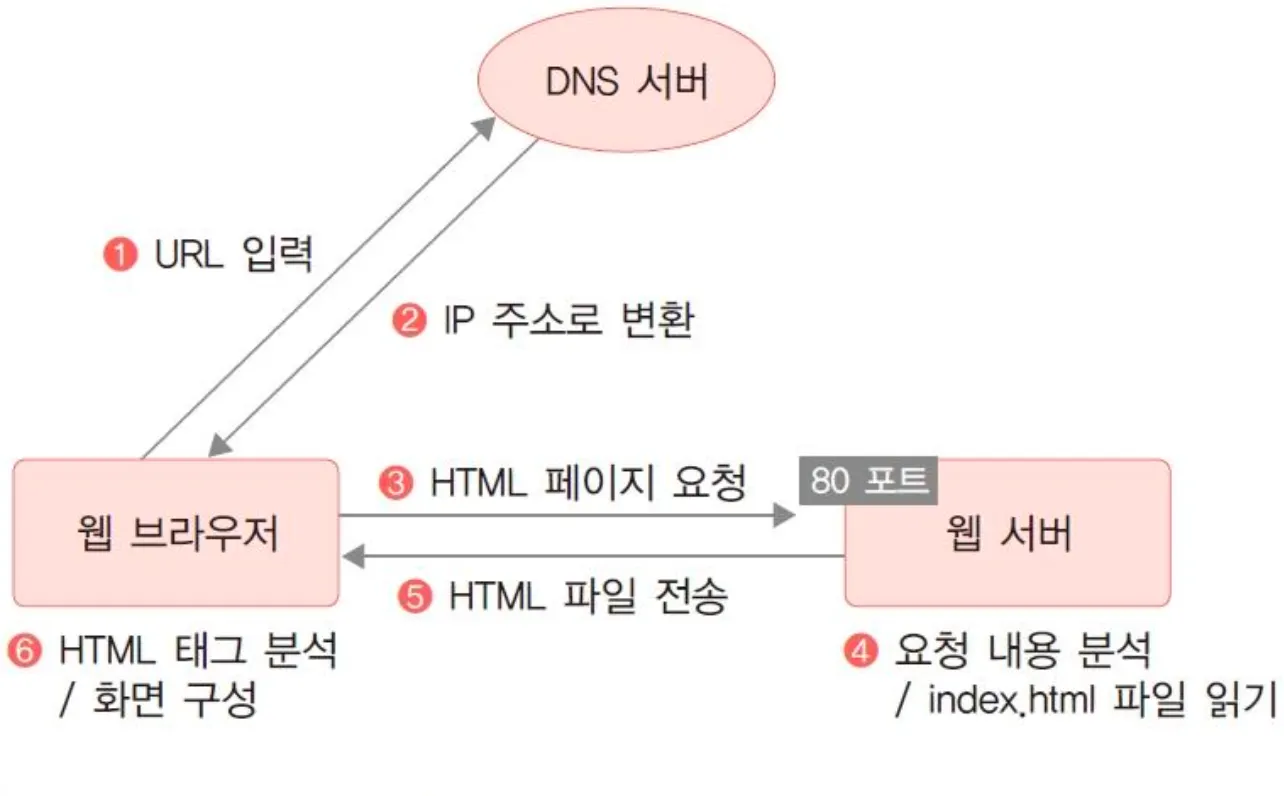 DNS 서버
❶ URL 입력
❷ IP 주소로 변환
❸ HTML 페이지 요청
80 포트
웹 브라우저
웹 서버
❺ HTML 파일 전송
❻ HTML 태그 분석
/ 화면 구성
❹ 요청 내용 분석
/ index.html 파일 읽기